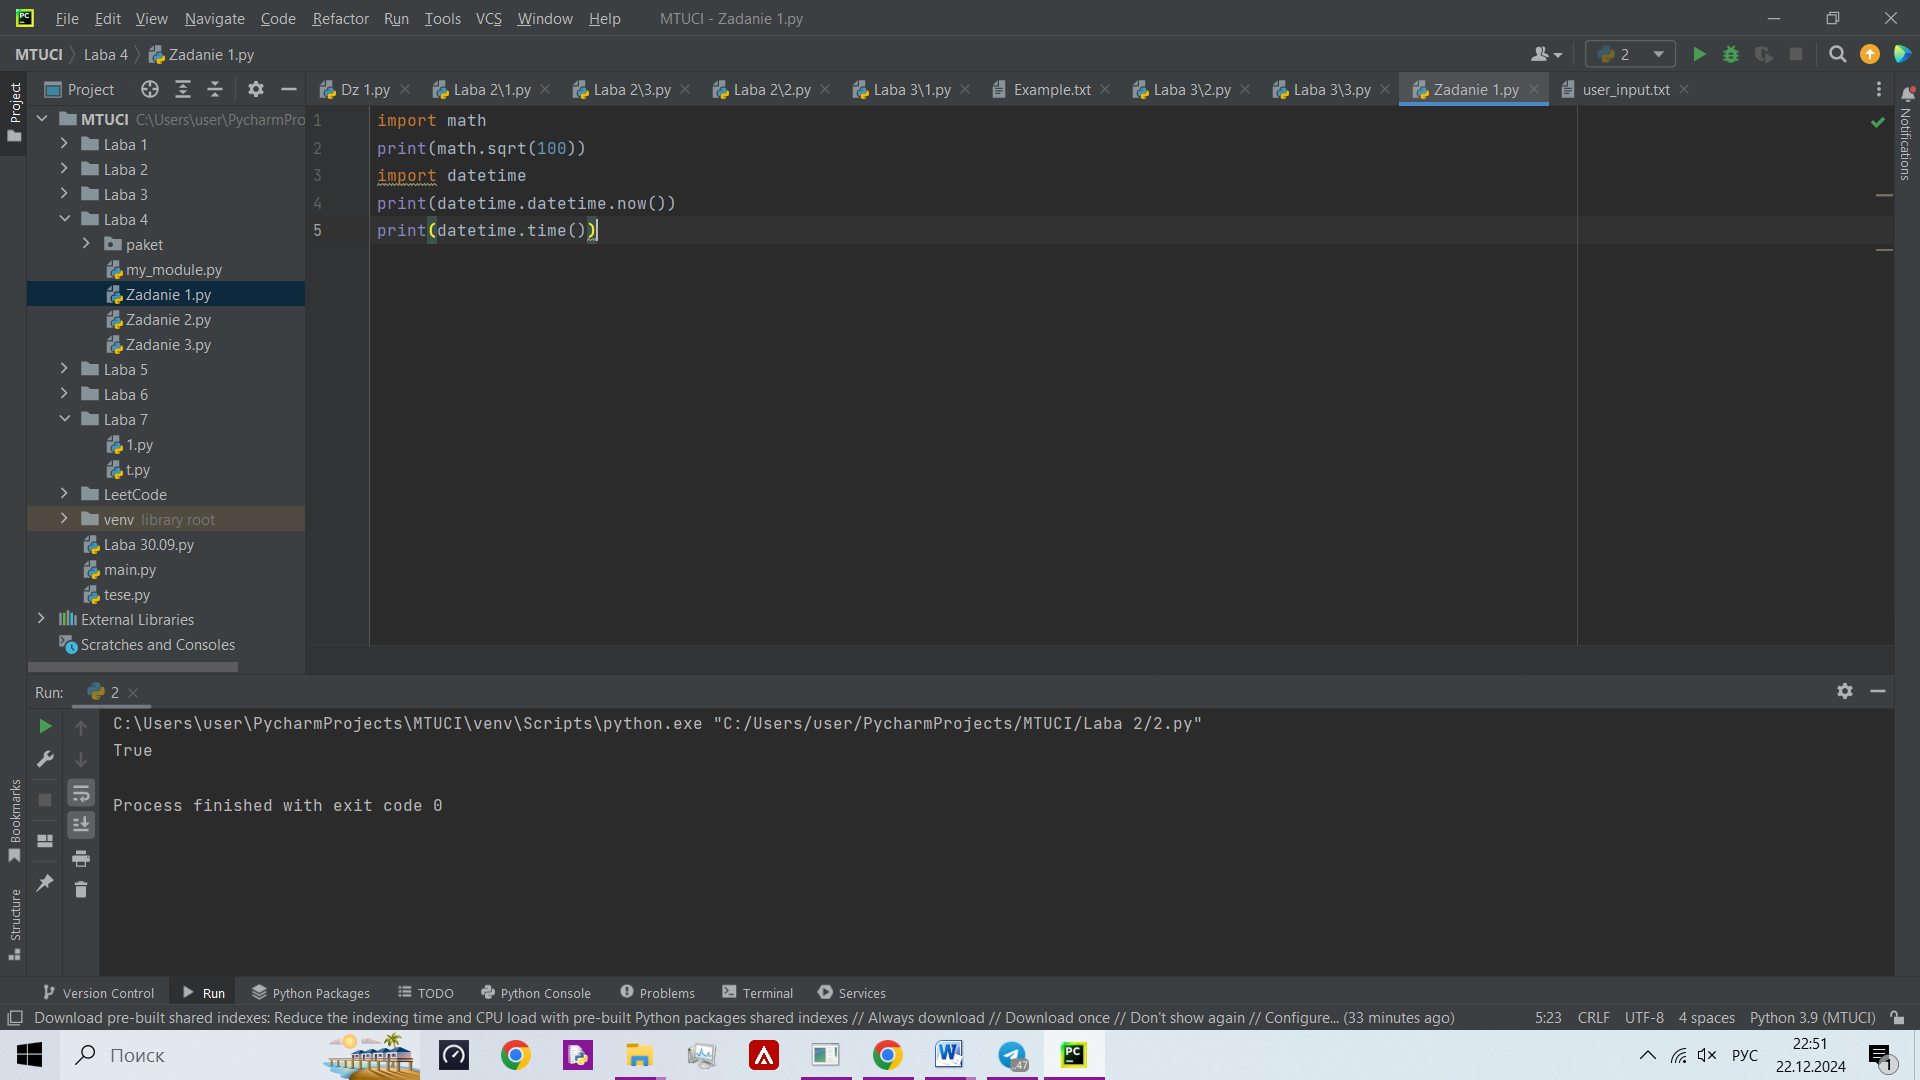 PC File Edit View Navigate Code Refactor Run Tools VCS Window Help MTUCI - Zadanie 1.py
MTUCI Laba 4 Zadanie 1.py 2
Project Project Dz 1.py Laba 2\1.py Laba 2\3.py Laba 2\2.py Laba 3\1.py Example.txt Laba 3\2.py Laba 3\3.py Zadanie 1.py user_input.txt Notifications
MTUCI C:\Users\user\PycharmPro
Laba 1
Laba 2
Laba 3
Laba 4
paket
my_module.py
Zadanie 1.py
Zadanie 2.py
Zadanie 3.py
Laba 5
Laba 6
Laba 7
1.py
t.py
LeetCode
venv library root
Laba 30.09.py
main.py
tese.py
External Libraries
Scratches and Consoles
1 import math
2 print(math.sqrt(100))
3 import datetime
4 print(datetime.datetime.now())
5 print(datetime.time())
Run: 2
C:\Users\user\PycharmProjects\MTUCI\venv\Scripts\python.exe "C:/Users/user/PycharmProjects/MTUCI/Laba 2/2.py"
True
Process finished with exit code 0
Bookmarks
Structure
Version Control Run Python Packages TODO Python Console Problems Terminal Services
Download pre-built shared indexes: Reduce the indexing time and CPU load with pre-built Python packages shared indexes // Always download // Download once // Don't show again // Configure... (33 minutes ago) 5:23 CRLF UTF-8 4 spaces Python 3.9 (MTUCI)
Поиск 47 PC РУС 22:51
22.12.2024 1